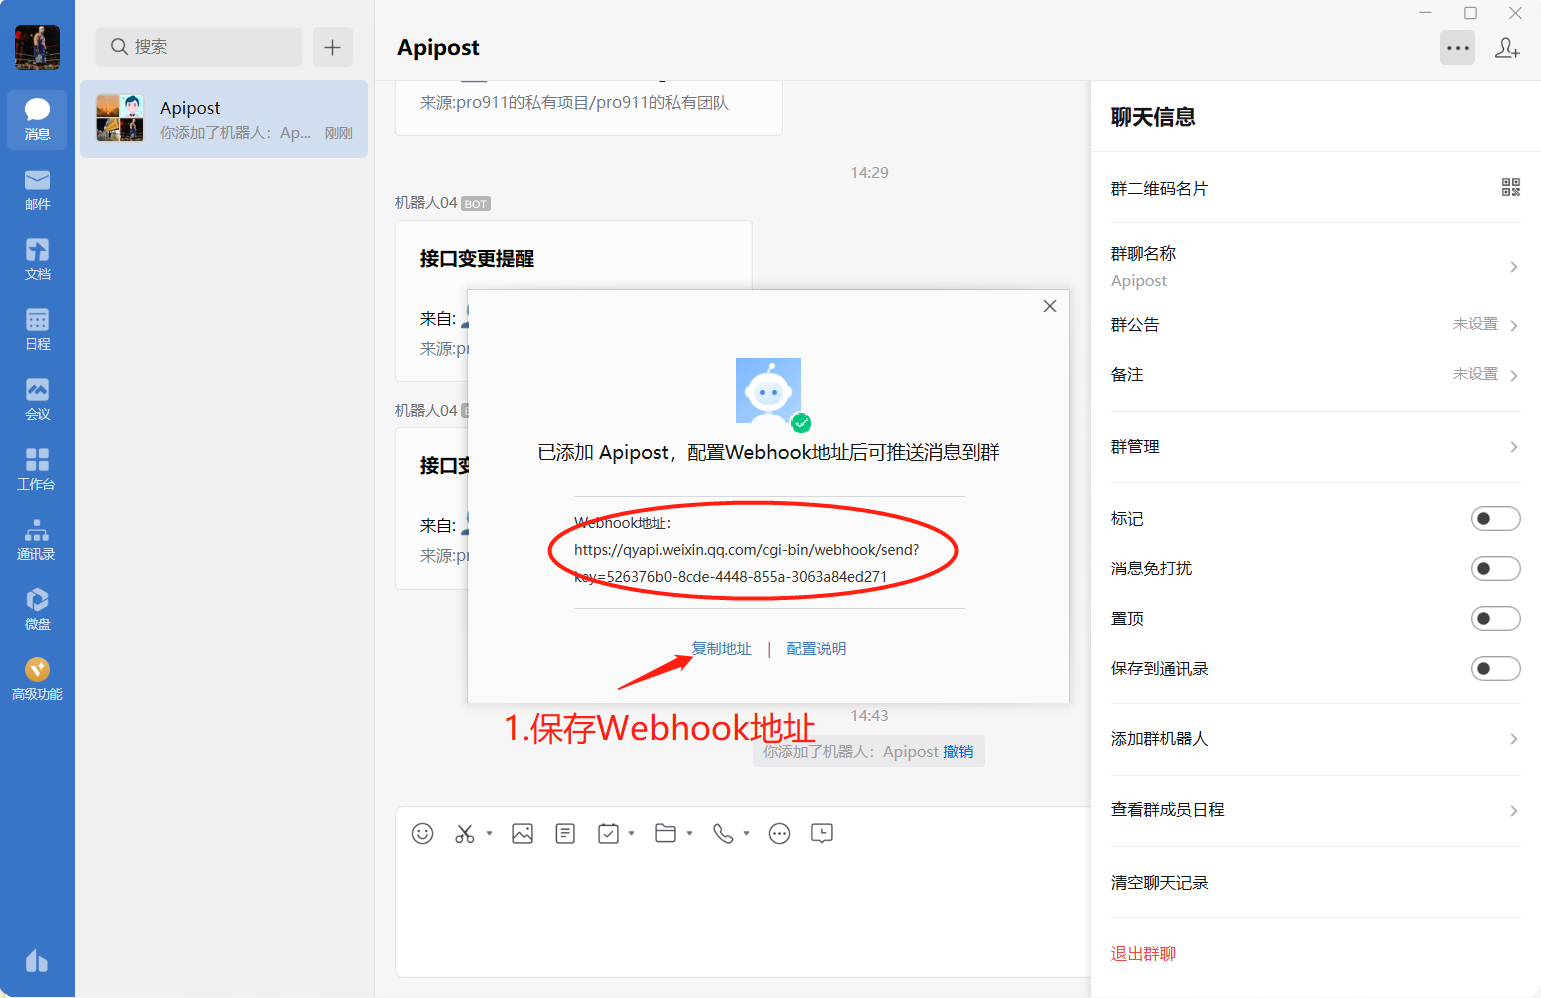 消息
邮件
文档
日程
会议
工作台
通讯录
微盘
高级功能
搜索
Apipost
你添加了机器人：Ap...
刚刚
Apipost
来源:pro911的私有项目/pro911的私有团队
14:29
机器人04 BOT
接口变更提醒
来自:
来源:pr
机器人04
接口变
来自:
来源:pr
已添加 Apipost，配置Webhook地址后可推送消息到群
Webhook地址：
https://qyapi.weixin.qq.com/cgi-bin/webhook/send?
key=526376b0-8cde-4448-855a-3063a84ed271
复制地址 | 配置说明
1.保存Webhook地址
14:43
你添加了机器人：Apipost 撤销
聊天信息
群二维码名片
群聊名称
Apipost
群公告 未设置
备注 未设置
群管理
标记
消息免打扰
置顶
保存到通讯录
添加群机器人
查看群成员日程
清空聊天记录
退出群聊